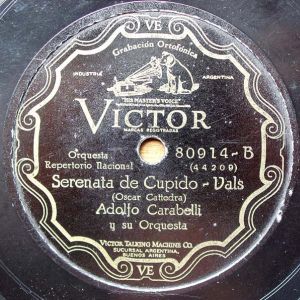 VE
Grabación Ortofónica
INDUSTRIA ARGENTINA
"HIS MASTER'S VOICE"
VICTOR
MARCAS REGISTRADAS
Orquesta 80914-B
Repertorio Nacional (44209)
Serenata de Cupido - Vals
(Oscar Cattedra)
Adolfo Carabelli
y su Orquesta
VICTOR TALKING MACHINE CO.
SUCURSAL ARGENTINA,
BUENOS AIRES
VE